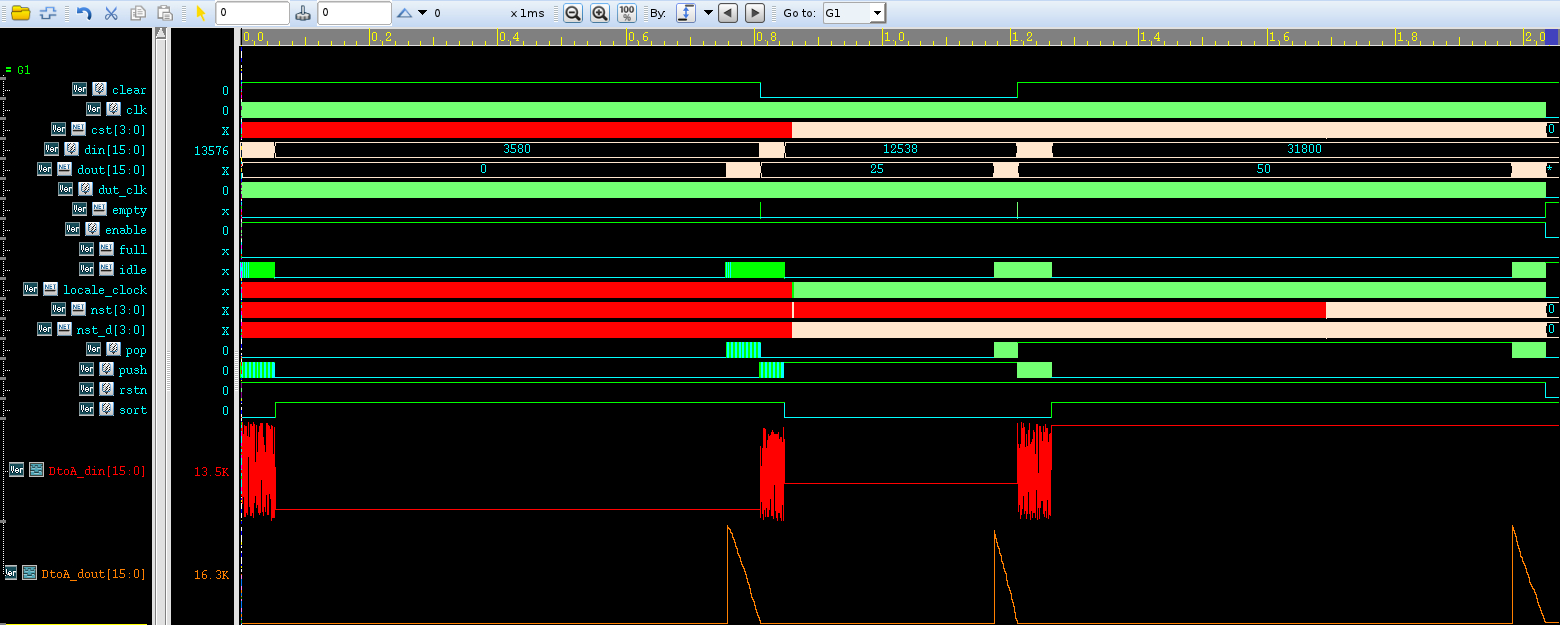 0 0 0 x 1ms 100 % By: Go to: G1
0,0 0,2 0,4 0,6 0,8 1,0 1,2 1,4 1,6 1,8 2,0
= G1
Ver clear 0
Ver clk 0
Ver NET cst[3:0] x 0
Ver din[15:0] 13576 3580 12538 31800
Ver NET dout[15:0] x 0 25 50 *
Ver dut_clk 0
Ver NET empty x
Ver enable 0
Ver NET full x
Ver NET idle x
Ver NET locale_clock x
Ver NET nst[3:0] x 0
Ver NET nst_d[3:0] x 0
Ver pop 0
Ver push 0
Ver rstn 0
Ver sort 0
Ver DtoA_din[15:0] 13.5K
Ver DtoA_dout[15:0] 16.3K